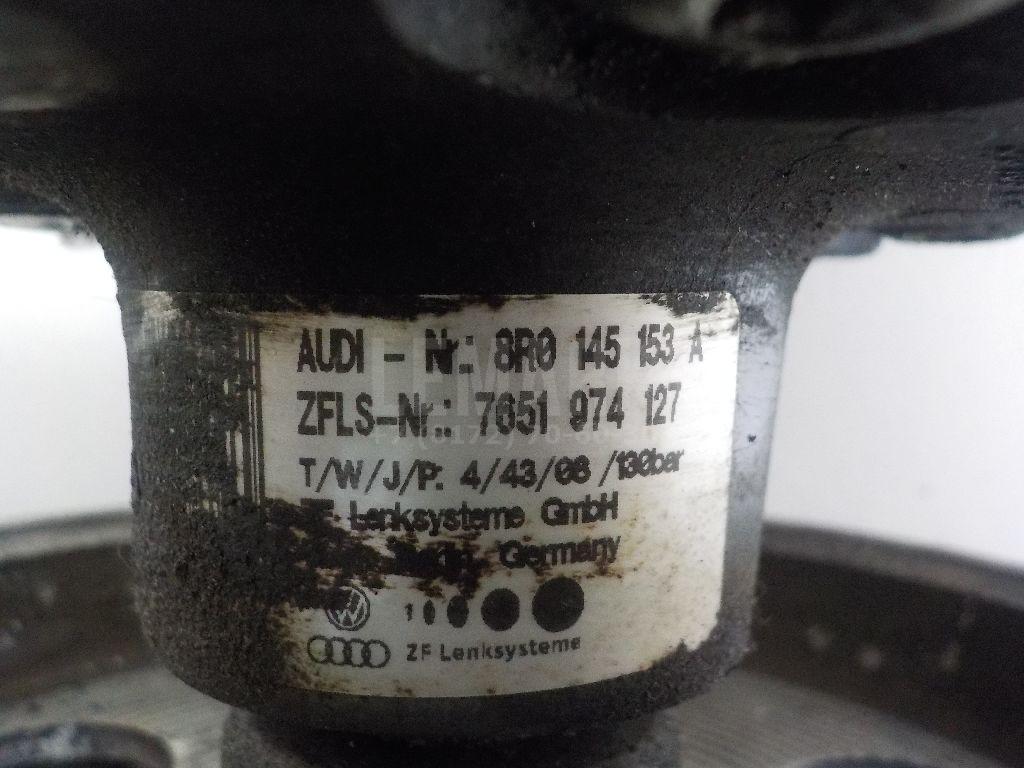 AUDI - Nr.: 8R0 145 153 A
ZFLS-Nr.: 7651 974 127
T/W/J/P: 4/43/08 /130bar
Lenksysteme GmbH
Germany
ZF Lenksysteme